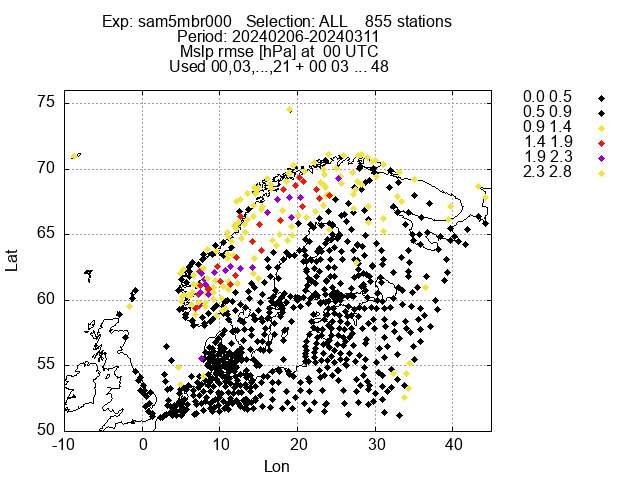 Exp: sam5mbr000 Selection: ALL 855 stations
Period: 20240206-20240311
Mslp rmse [hPa] at 00 UTC
Used 00,03,...,21 + 00 03 ... 48
0.0 0.5
0.5 0.9
0.9 1.4
1.4 1.9
1.9 2.3
2.3 2.8
75
70
65
60
55
50
Lat
-10 0 10 20 30 40
Lon